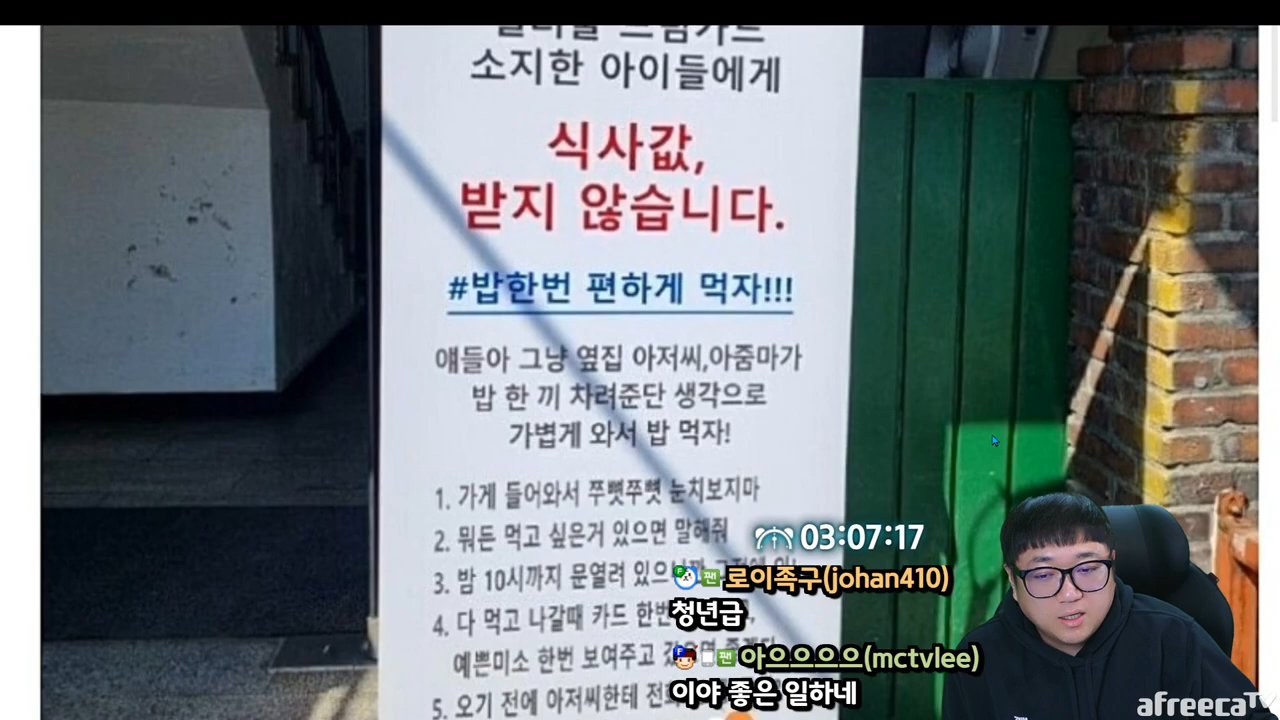 소지한 아이들에게
식사값,
받지 않습니다.
#밥한번 편하게 먹자!!!
얘들아 그냥 옆집 아저씨,아줌마가
밥 한 끼 차려준단 생각으로
가볍게 와서 밥 먹자!
1. 가게 들어와서 쭈뼛쭈뼛 눈치보지마
2. 뭐든 먹고 싶은거 있으면 말해줘
3. 밤 10시까지 문열려
4. 다 먹고 나갈때 카드 한번
예쁜미소 한번 보여주고
5. 오기 전에 아저씨한테
03:07:17
로이족구(johan410)
청년급
아으으으으(mctvlee)
이야 좋은 일하네
afreecaTV